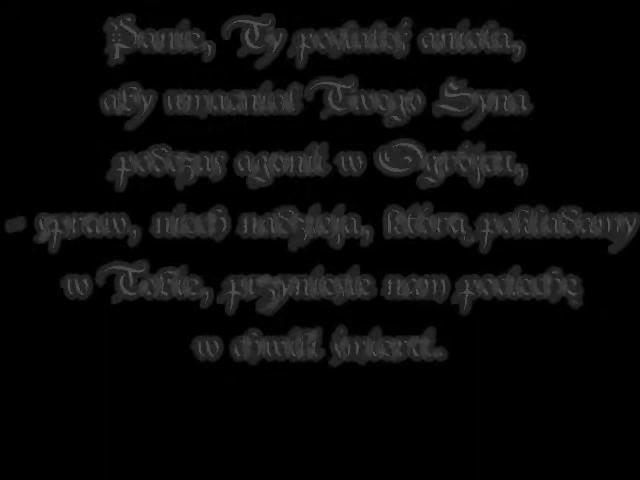 Panie, Ty posłałeś anioła,
aby umacniał Twego Syna
podczas agonii w Ogrójcu,
- spraw, niech nadzieja, którą pokładamy
w Tobie, przyniesie nam pociechę
w chwili śmierci.